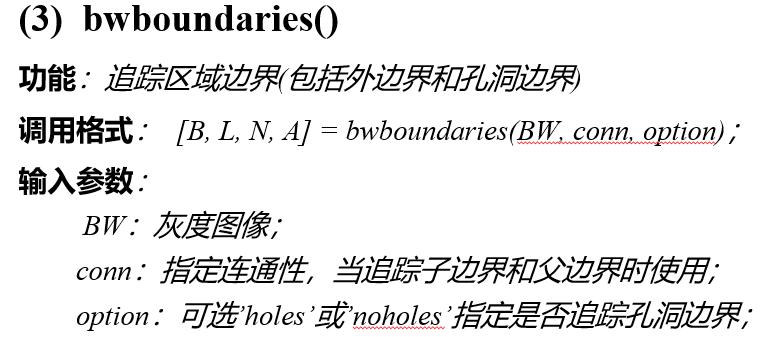 (3) bwboundaries()
功能：追踪区域边界(包括外边界和孔洞边界)
调用格式： [B, L, N, A] = bwboundaries(BW, conn, option)；
输入参数：
BW：灰度图像；
conn：指定连通性，当追踪子边界和父边界时使用；
option：可选’holes’或’noholes’指定是否追踪孔洞边界；